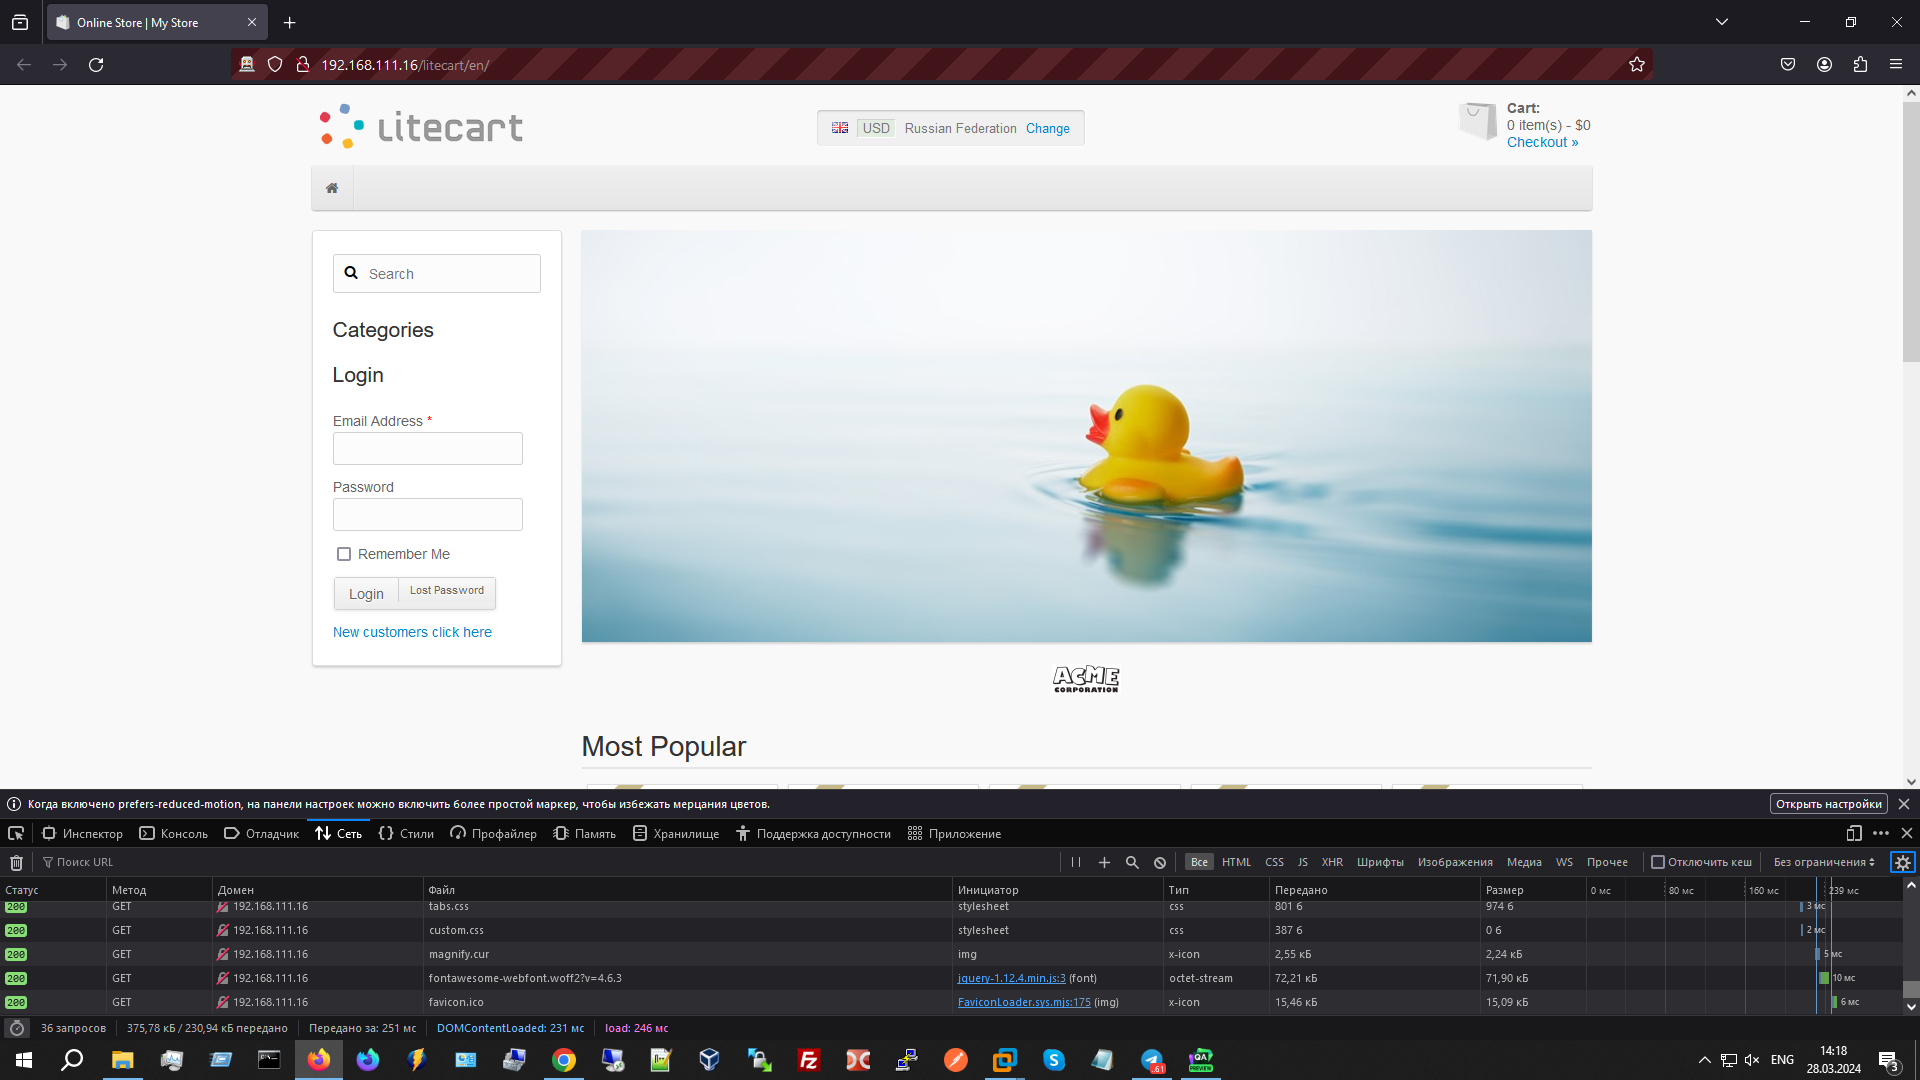 Online Store | My Store
192.168.111.16/litecart/en/
litecart
USD Russian Federation Change
Cart:
0 item(s) - $0
Checkout »
Search
Categories
Login
Email Address *
Password
Remember Me
Login Lost Password
New customers click here
ACME
CORPORATION
Most Popular
Когда включено prefers-reduced-motion, на панели настроек можно включить более простой маркер, чтобы избежать мерцания цветов. Открыть настройки
Инспектор Консоль Отладчик Сеть Стили Профайлер Память Хранилище Поддержка доступности Приложение
Поиск URL Все HTML CSS JS XHR Шрифты Изображения Медиа WS Прочее Отключить кеш Без ограничения
Статус Метод Домен Файл Инициатор Тип Передано Размер 0 мс 80 мс 160 мс 239 мс
200 GET 192.168.111.16 tabs.css stylesheet css 801 б 974 б 3 мс
200 GET 192.168.111.16 custom.css stylesheet css 387 б 0 б 2 мс
200 GET 192.168.111.16 magnify.cur img x-icon 2,55 кБ 2,24 кБ 5 мс
200 GET 192.168.111.16 fontawesome-webfont.woff2?v=4.6.3 jquery-1.12.4.min.js:3 (font) octet-stream 72,21 кБ 71,90 кБ 10 мс
200 GET 192.168.111.16 favicon.ico FaviconLoader.sys.mjs:175 (img) x-icon 15,46 кБ 15,09 кБ 6 мс
36 запросов 375,78 кБ / 230,94 кБ передано Передано за: 251 мс DOMContentLoaded: 231 мс load: 246 мс
ENG 14:18
28.03.2024
3
61
QA
PREVIEW
Fz